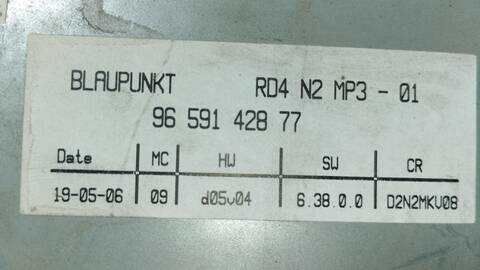 BLAUPUNKT RD4 N2 MP3 - 01
96 591 428 77
Date MC HW SW CR
19-05-06 09 d05v04 6.38.0.0 D2N2MKV08